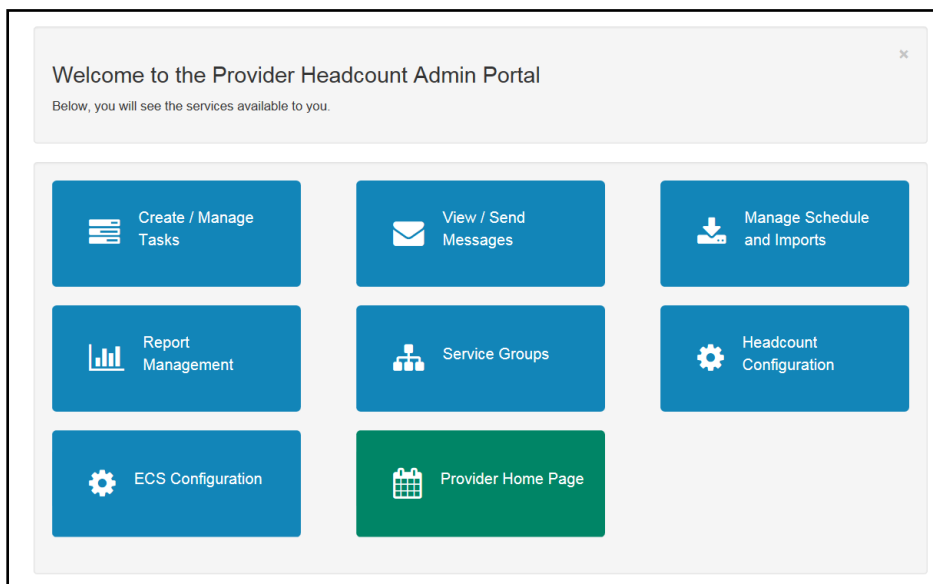 Welcome to the Provider Headcount Admin Portal
×
Below, you will see the services available to you.
Create / Manage
Tasks
View / Send
Messages
Manage Schedule
and Imports
Report
Management
Service Groups
Headcount
Configuration
ECS Configuration
Provider Home Page